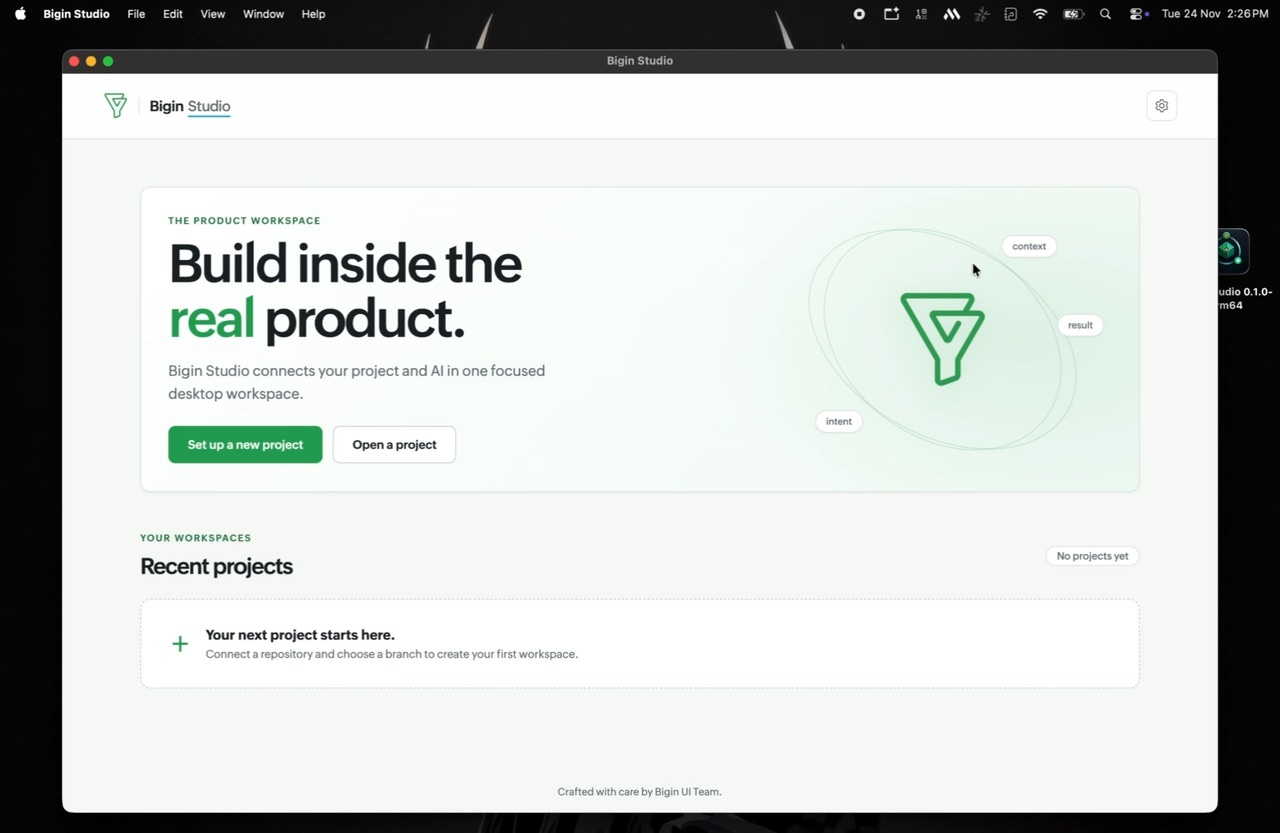 Bigin Studio File Edit View Window Help Tue 24 Nov 2:26 PM
Bigin Studio
Bigin Studio
THE PRODUCT WORKSPACE
Build inside the
real product.
Bigin Studio connects your project and AI in one focused
desktop workspace.
Set up a new project Open a project
context
result
intent
udio 0.1.0-
m64
YOUR WORKSPACES
Recent projects
No projects yet
Your next project starts here.
Connect a repository and choose a branch to create your first workspace.
Crafted with care by Bigin UI Team.